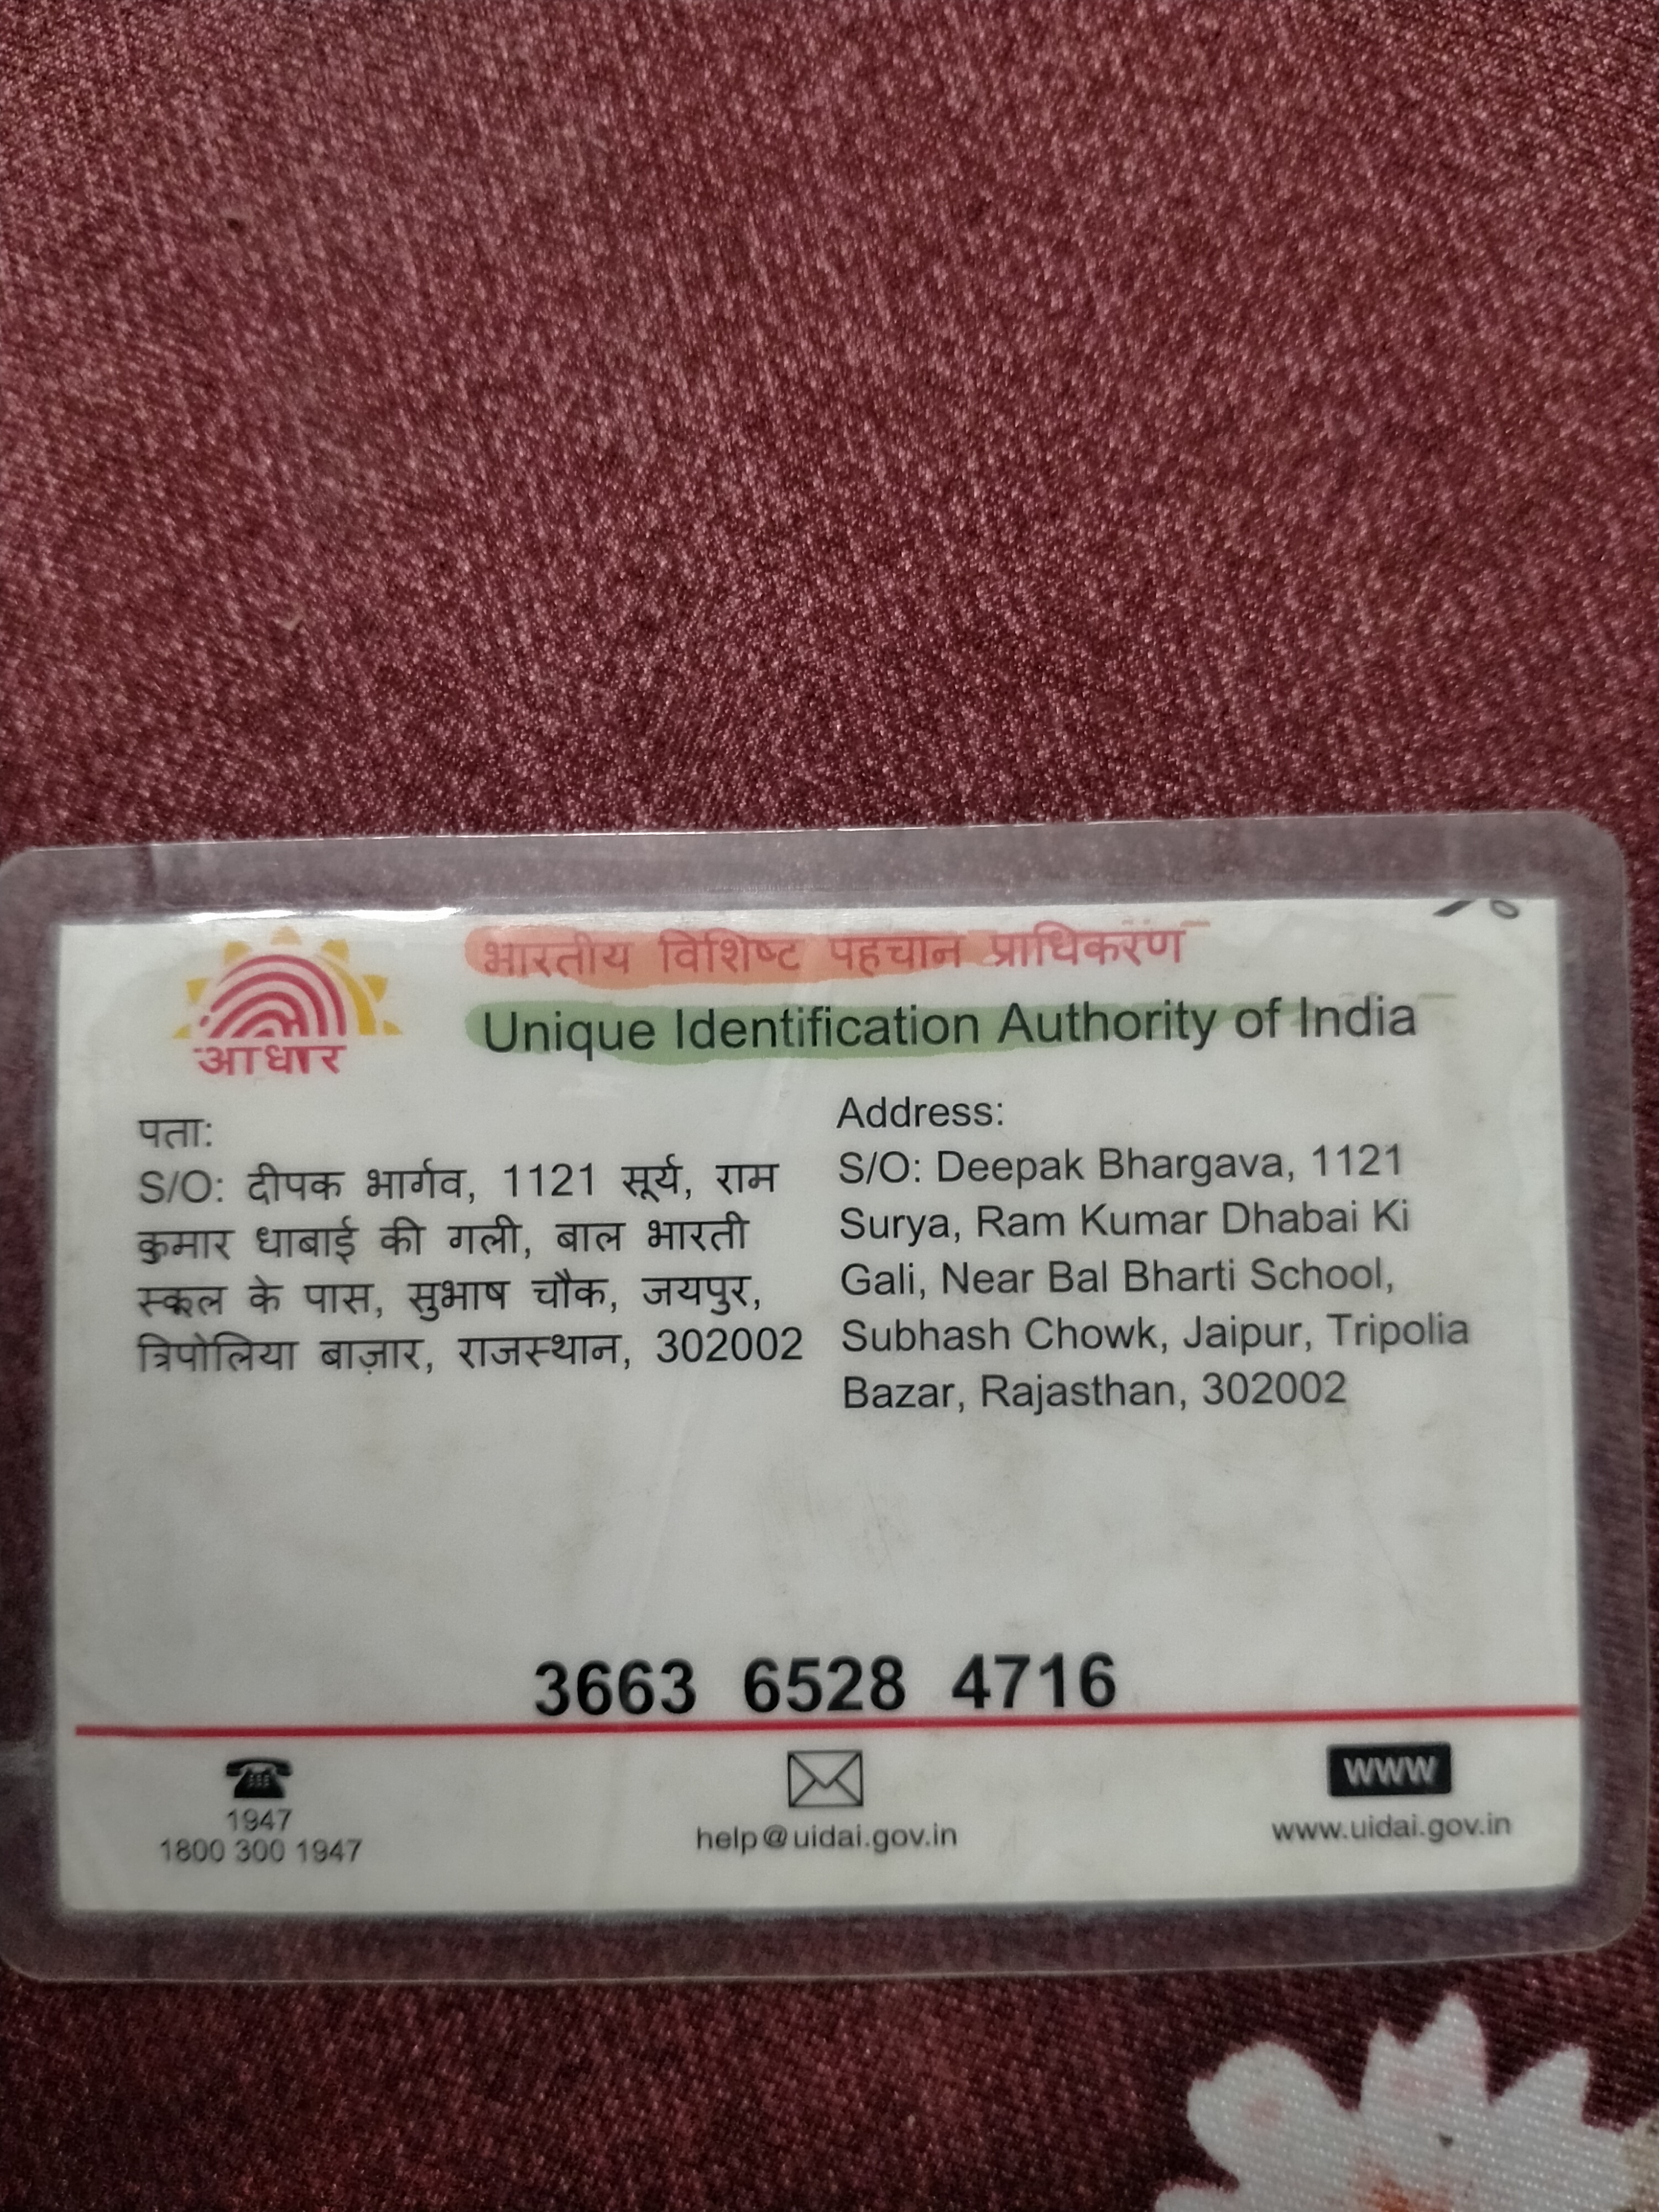 भारतीय विशिष्ट पहचान प्राधिकरण
Unique Identification Authority of India
आधार
पता:
S/O: दीपक भार्गव, 1121 सूर्य, राम
कुमार धाबाई की गली, बाल भारती
स्कूल के पास, सुभाष चौक, जयपुर,
त्रिपोलिया बाज़ार, राजस्थान, 302002
Address:
S/O: Deepak Bhargava, 1121
Surya, Ram Kumar Dhabai Ki
Gali, Near Bal Bharti School,
Subhash Chowk, Jaipur, Tripolia
Bazar, Rajasthan, 302002
3663 6528 4716
1947
1800 300 1947
help@uidai.gov.in
www
www.uidai.gov.in